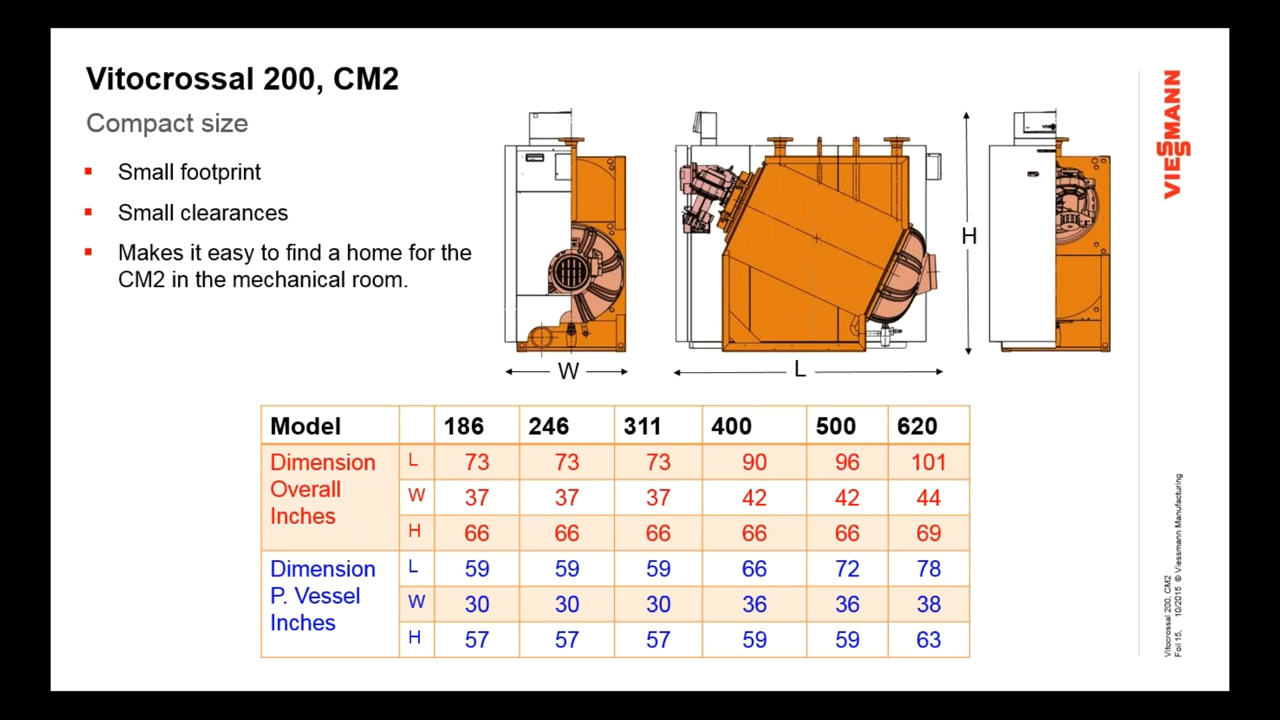 Vitocrossal 200, CM2
Compact size
Small footprint
Small clearances
Makes it easy to find a home for the
CM2 in the mechanical room.
W
L
H
VIESSMANN
Model 186 246 311 400 500 620
Dimension Overall Inches L 73 73 73 90 96 101
W 37 37 37 42 42 44
H 66 66 66 66 66 69
Dimension P. Vessel Inches L 59 59 59 66 72 78
W 30 30 30 36 36 38
H 57 57 57 59 59 63
Vitocrossal 200, CM2
Foil 15, 10/2015 © Viessmann Manufacturing